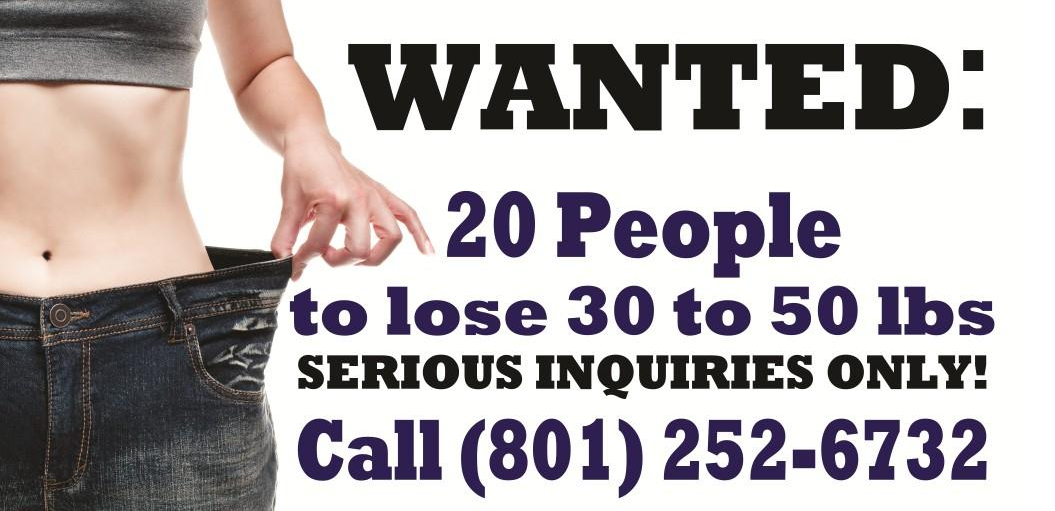 WANTED:
20 People
to lose 30 to 50 lbs
SERIOUS INQUIRIES ONLY!
Call (801) 252-6732